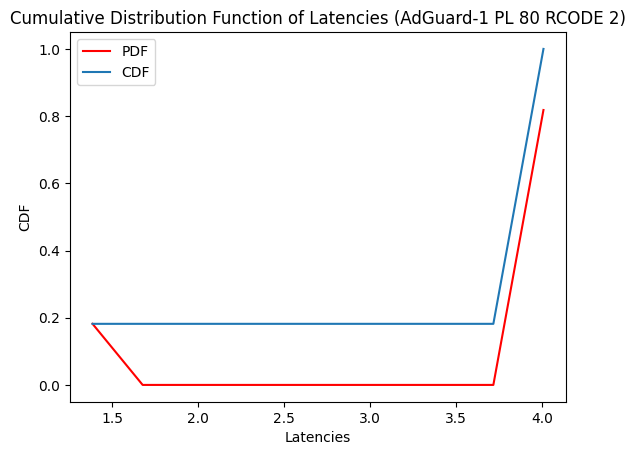 Cumulative Distribution Function of Latencies (AdGuard-1 PL 80 RCODE 2)
PDF
CDF
1.0
0.8
0.6
0.4
0.2
0.0
CDF
1.5 2.0 2.5 3.0 3.5 4.0
Latencies